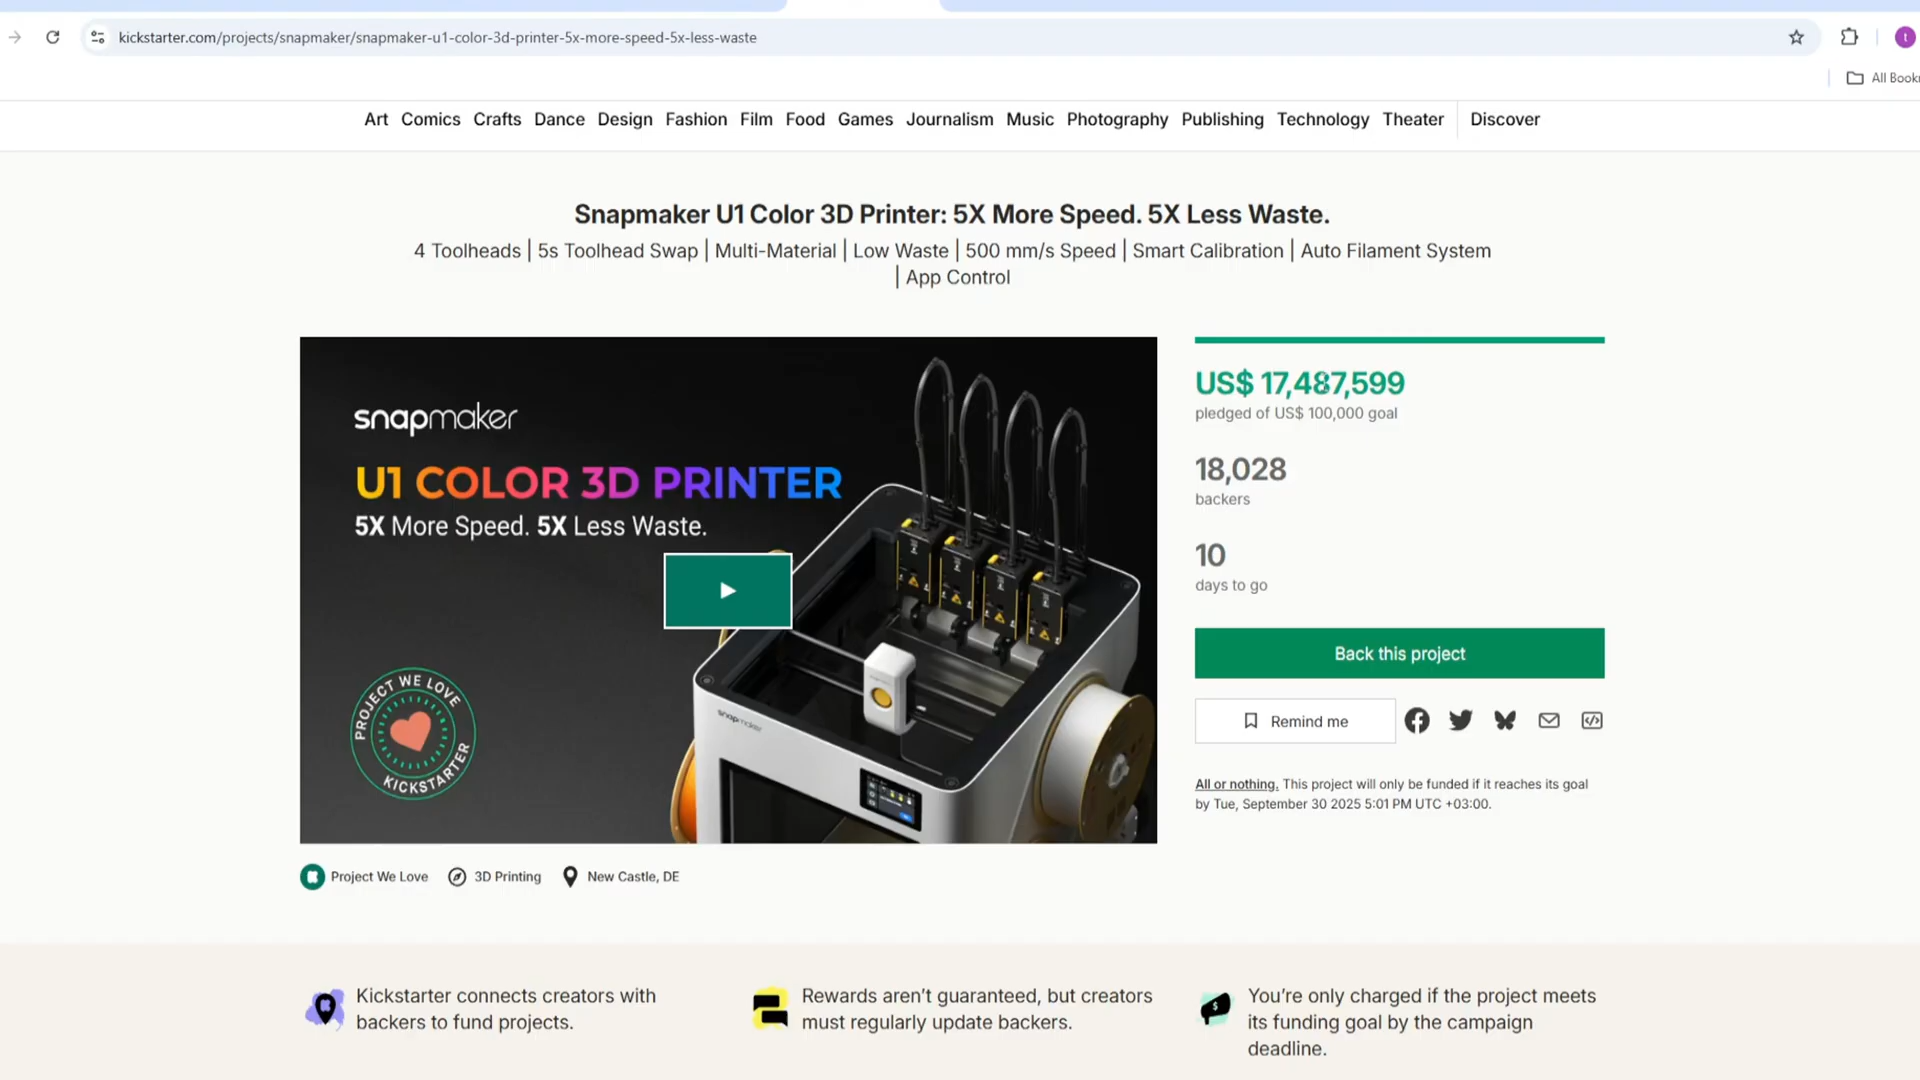 kickstarter.com/projects/snapmaker/snapmaker-u1-color-3d-printer-5x-more-speed-5x-less-waste
t
All Book
Art Comics Crafts Dance Design Fashion Film Food Games Journalism Music Photography Publishing Technology Theater Discover
Snapmaker U1 Color 3D Printer: 5X More Speed. 5X Less Waste.
4 Toolheads | 5s Toolhead Swap | Multi-Material | Low Waste | 500 mm/s Speed | Smart Calibration | Auto Filament System
| App Control
snapmaker
U1 COLOR 3D PRINTER
5X More Speed. 5X Less Waste.
PROJECT WE LOVE
KICKSTARTER
snapmaker
US$ 17,487,599
pledged of US$ 100,000 goal
18,028
backers
10
days to go
Back this project
Remind me
All or nothing. This project will only be funded if it reaches its goal
by Tue, September 30 2025 5:01 PM UTC +03:00.
Project We Love 3D Printing New Castle, DE
Kickstarter connects creators with
backers to fund projects.
Rewards aren’t guaranteed, but creators
must regularly update backers.
You’re only charged if the project meets
its funding goal by the campaign
deadline.